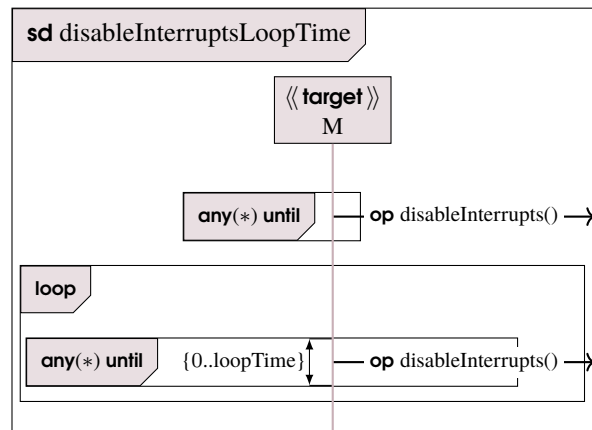 sd disableInterruptsLoopTime
⟪ target ⟫
M
any(*) until op disableInterrupts()
loop
any(*) until {0..loopTime} op disableInterrupts()